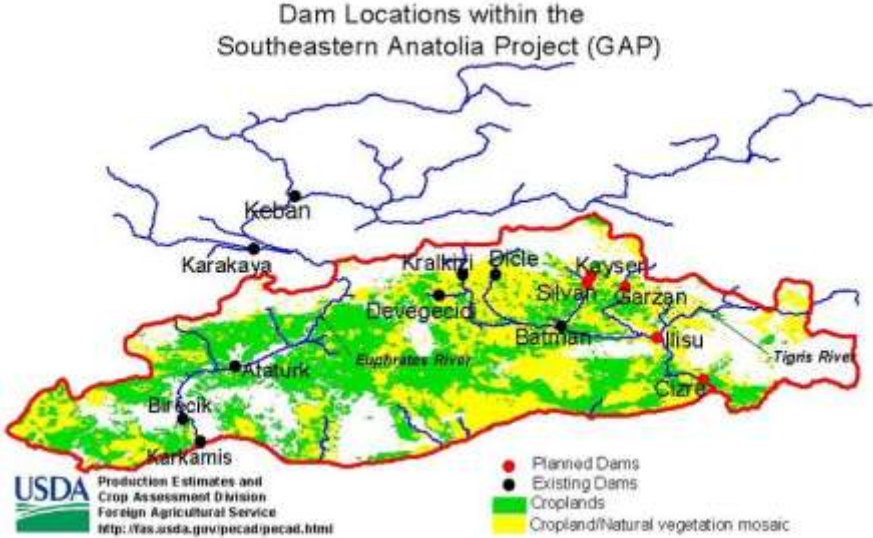 Dam Locations within the
Southeastern Anatolia Project (GAP)
Keban
Karakaya
Kralkizi
Dicle
Kayser
Silvan
Garzan
Devegecid
Batman
Ilisu
Ataturk
Euphrates River
Tigris River
Cizre
Birecik
Karkamis
USDA
Production Estimates and
Crop Assessment Division
Foreign Agricultural Service
http://fas.usda.gov/pecad/pecad.html
Planned Dams
Existing Dams
Croplands
Cropland/Natural vegetation mosaic